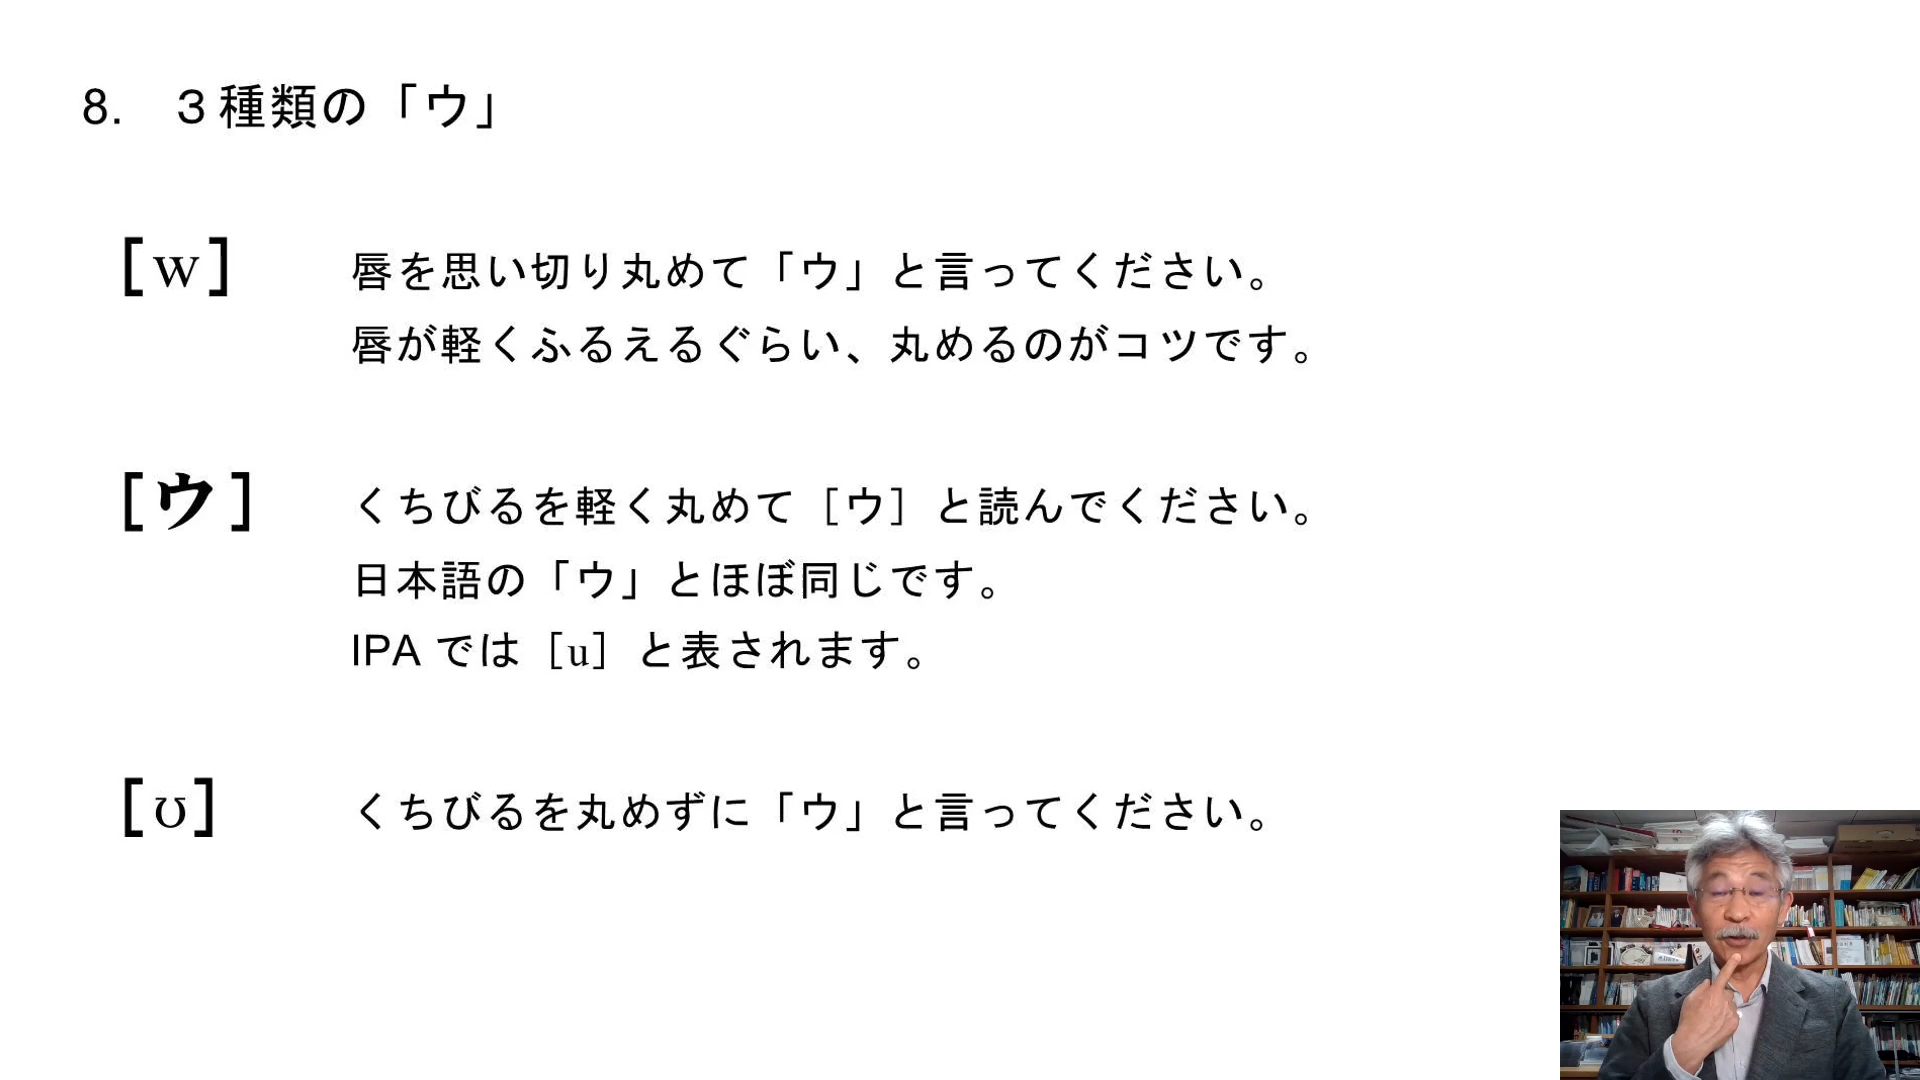 8.　３種類の「ウ」
[w]　唇を思い切り丸めて「ウ」と言ってください。
唇が軽くふるえるぐらい、丸めるのがコツです。
[ウ]　くちびるを軽く丸めて［ウ］と読んでください。
日本語の「ウ」とほぼ同じです。
IPA では［u］と表されます。
[ʊ]　くちびるを丸めずに「ウ」と言ってください。